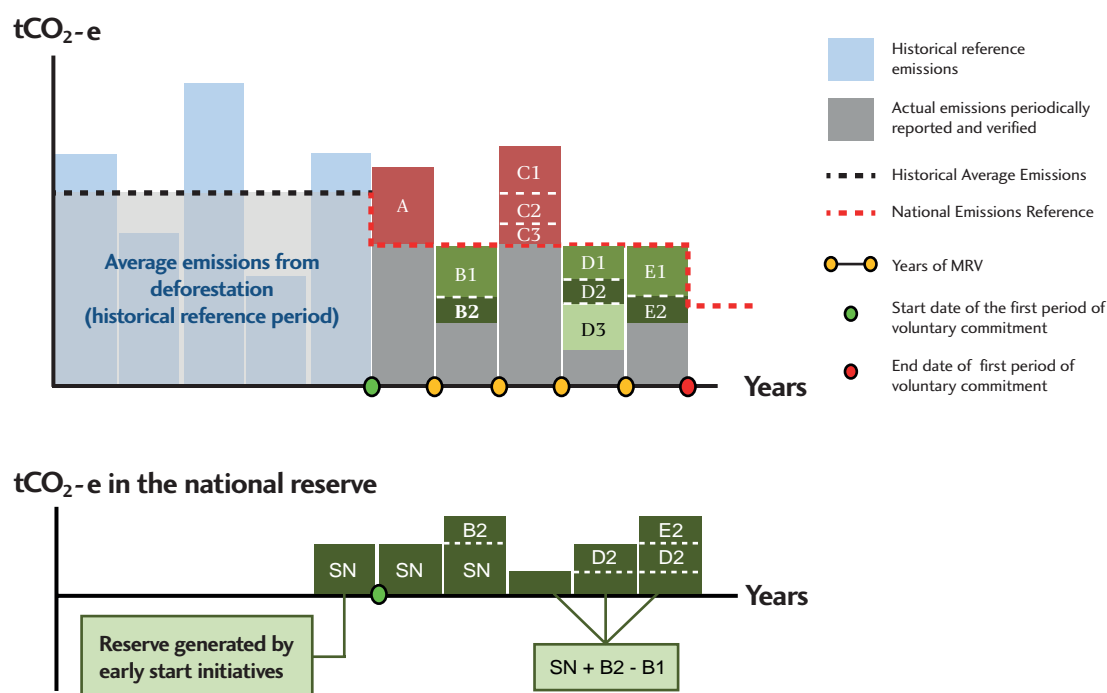 tCO₂-e
Historical reference
emissions
Actual emissions periodically
reported and verified
Historical Average Emissions
National Emissions Reference
Years of MRV
Start date of the first period of
voluntary commitment
End date of first period of
voluntary commitment
Average emissions from
deforestation
(historical reference period)
A
B1
B2
C1
C2
C3
D1
D2
D3
E1
E2
Years
tCO₂-e in the national reserve
SN
SN
B2
SN
D2
E2
D2
Years
Reserve generated by
early start initiatives
SN + B2 - B1